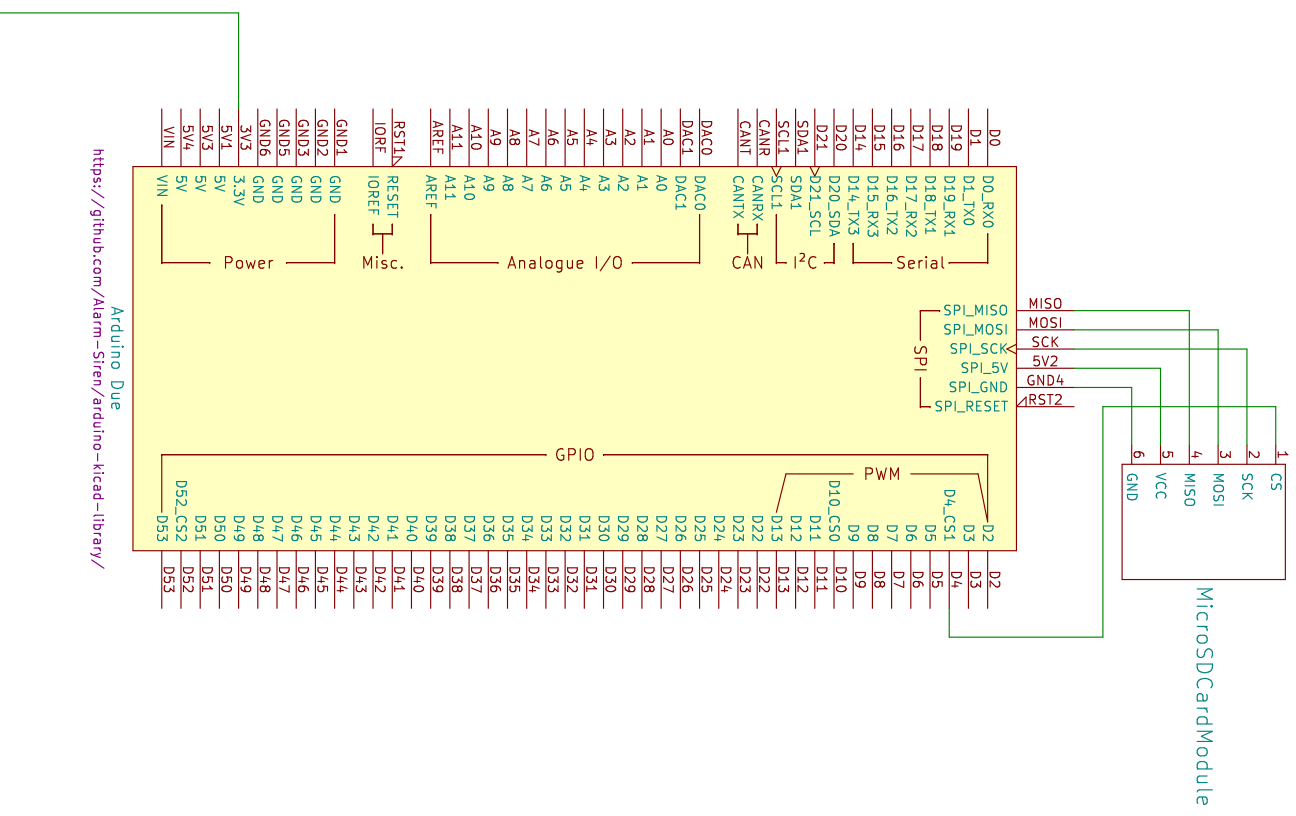 VIN
5V4
5V3
5V1
3V3
GND6
GND5
GND3
GND2
GND1
IORF
RST1
AREF
A11
A10
A9
A8
A7
A6
A5
A4
A3
A2
A1
A0
DAC1
DAC0
CANT
CANR
SCL1
SDA1
D21
D20
D14
D15
D16
D17
D18
D19
D1
D0
VIN
5V
5V
5V
3.3V
GND
GND
GND
GND
GND
IOREF
RESET
AREF
A11
A10
A9
A8
A7
A6
A5
A4
A3
A2
A1
A0
DAC1
DAC0
CANTX
CANRX
SCL1
SDA1
D21_SCL
D20_SDA
D14_TX3
D15_RX3
D16_TX2
D17_RX2
D18_TX1
D19_RX1
D1_TX0
D0_RX0
Power
Misc.
Analogue I/O
CAN
I²C
Serial
https://github.com/Alarm-Siren/arduino-kicad-library/
Arduino Due
SPI
SPI_MISO MISO
SPI_MOSI MOSI
SPI_SCK SCK
SPI_5V 5V2
SPI_GND GND4
SPI_RESET RST2
6
5
4
3
2
1
GND
VCC
MISO
MOSI
SCK
CS
MicroSDCardModule
GPIO
PWM
D53
D52_CS2
D51
D50
D49
D48
D47
D46
D45
D44
D43
D42
D41
D40
D39
D38
D37
D36
D35
D34
D33
D32
D31
D30
D29
D28
D27
D26
D25
D24
D23
D22
D13
D12
D11
D10_CS0
D9
D8
D7
D6
D5
D4_CS1
D3
D2
D53
D52
D51
D50
D49
D48
D47
D46
D45
D44
D43
D42
D41
D40
D39
D38
D37
D36
D35
D34
D33
D32
D31
D30
D29
D28
D27
D26
D25
D24
D23
D22
D13
D12
D11
D10
D9
D8
D7
D6
D5
D4
D3
D2